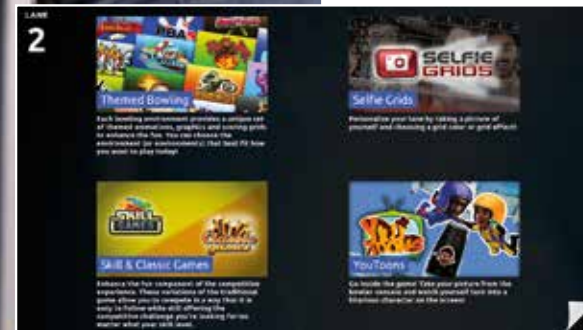 LANE
2
PBA
Themed Bowling
Each bowling environment provides a unique set
of themed animations, graphics and scoring grids
to enhance the fun. You can choose the
environment (or environments) that best fit how
you want to play today!
SELFIE
GRIDS
Selfie Grids
Personalize your lane by taking a picture of
yourself and choosing a grid color or grid effect!
SKILL
GAMES
Skill & Classic Games
Enhance the fun component of the competitive
experience. These variations of the traditional
game allow you to compete in a way that it is
easy to follow while still offering the
competitive challenge you're looking for no
matter what your skill level.
YouToons
Go inside the game! Take your picture from the
bowler console and watch yourself turn into a
hilarious character on the screen!